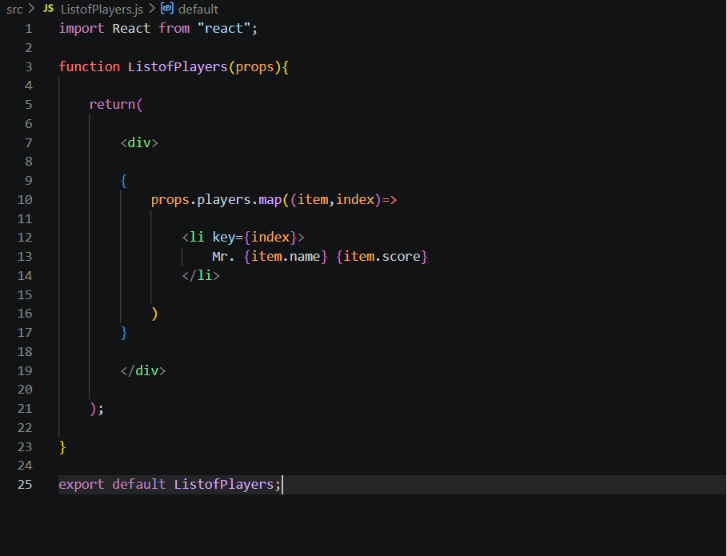 src > JS ListofPlayers.js > default
1 import React from "react";
2
3 function ListofPlayers(props){
4
5 return(
6
7 <div>
8
9 {
10 props.players.map((item,index)=>
11
12 <li key={index}>
13 Mr. {item.name} {item.score}
14 </li>
15
16 )
17 }
18
19 </div>
20
21 );
22
23 }
24
25 export default ListofPlayers;